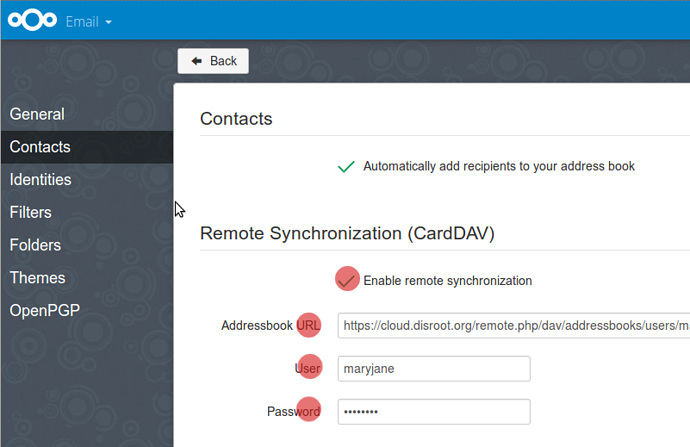 Email
Back
General
Contacts
Identities
Filters
Folders
Themes
OpenPGP
Contacts
Automatically add recipients to your address book
Remote Synchronization (CardDAV)
Enable remote synchronization
Addressbook URL https://cloud.disroot.org/remote.php/dav/addressbooks/users/m
User maryjane
Password ••••••••